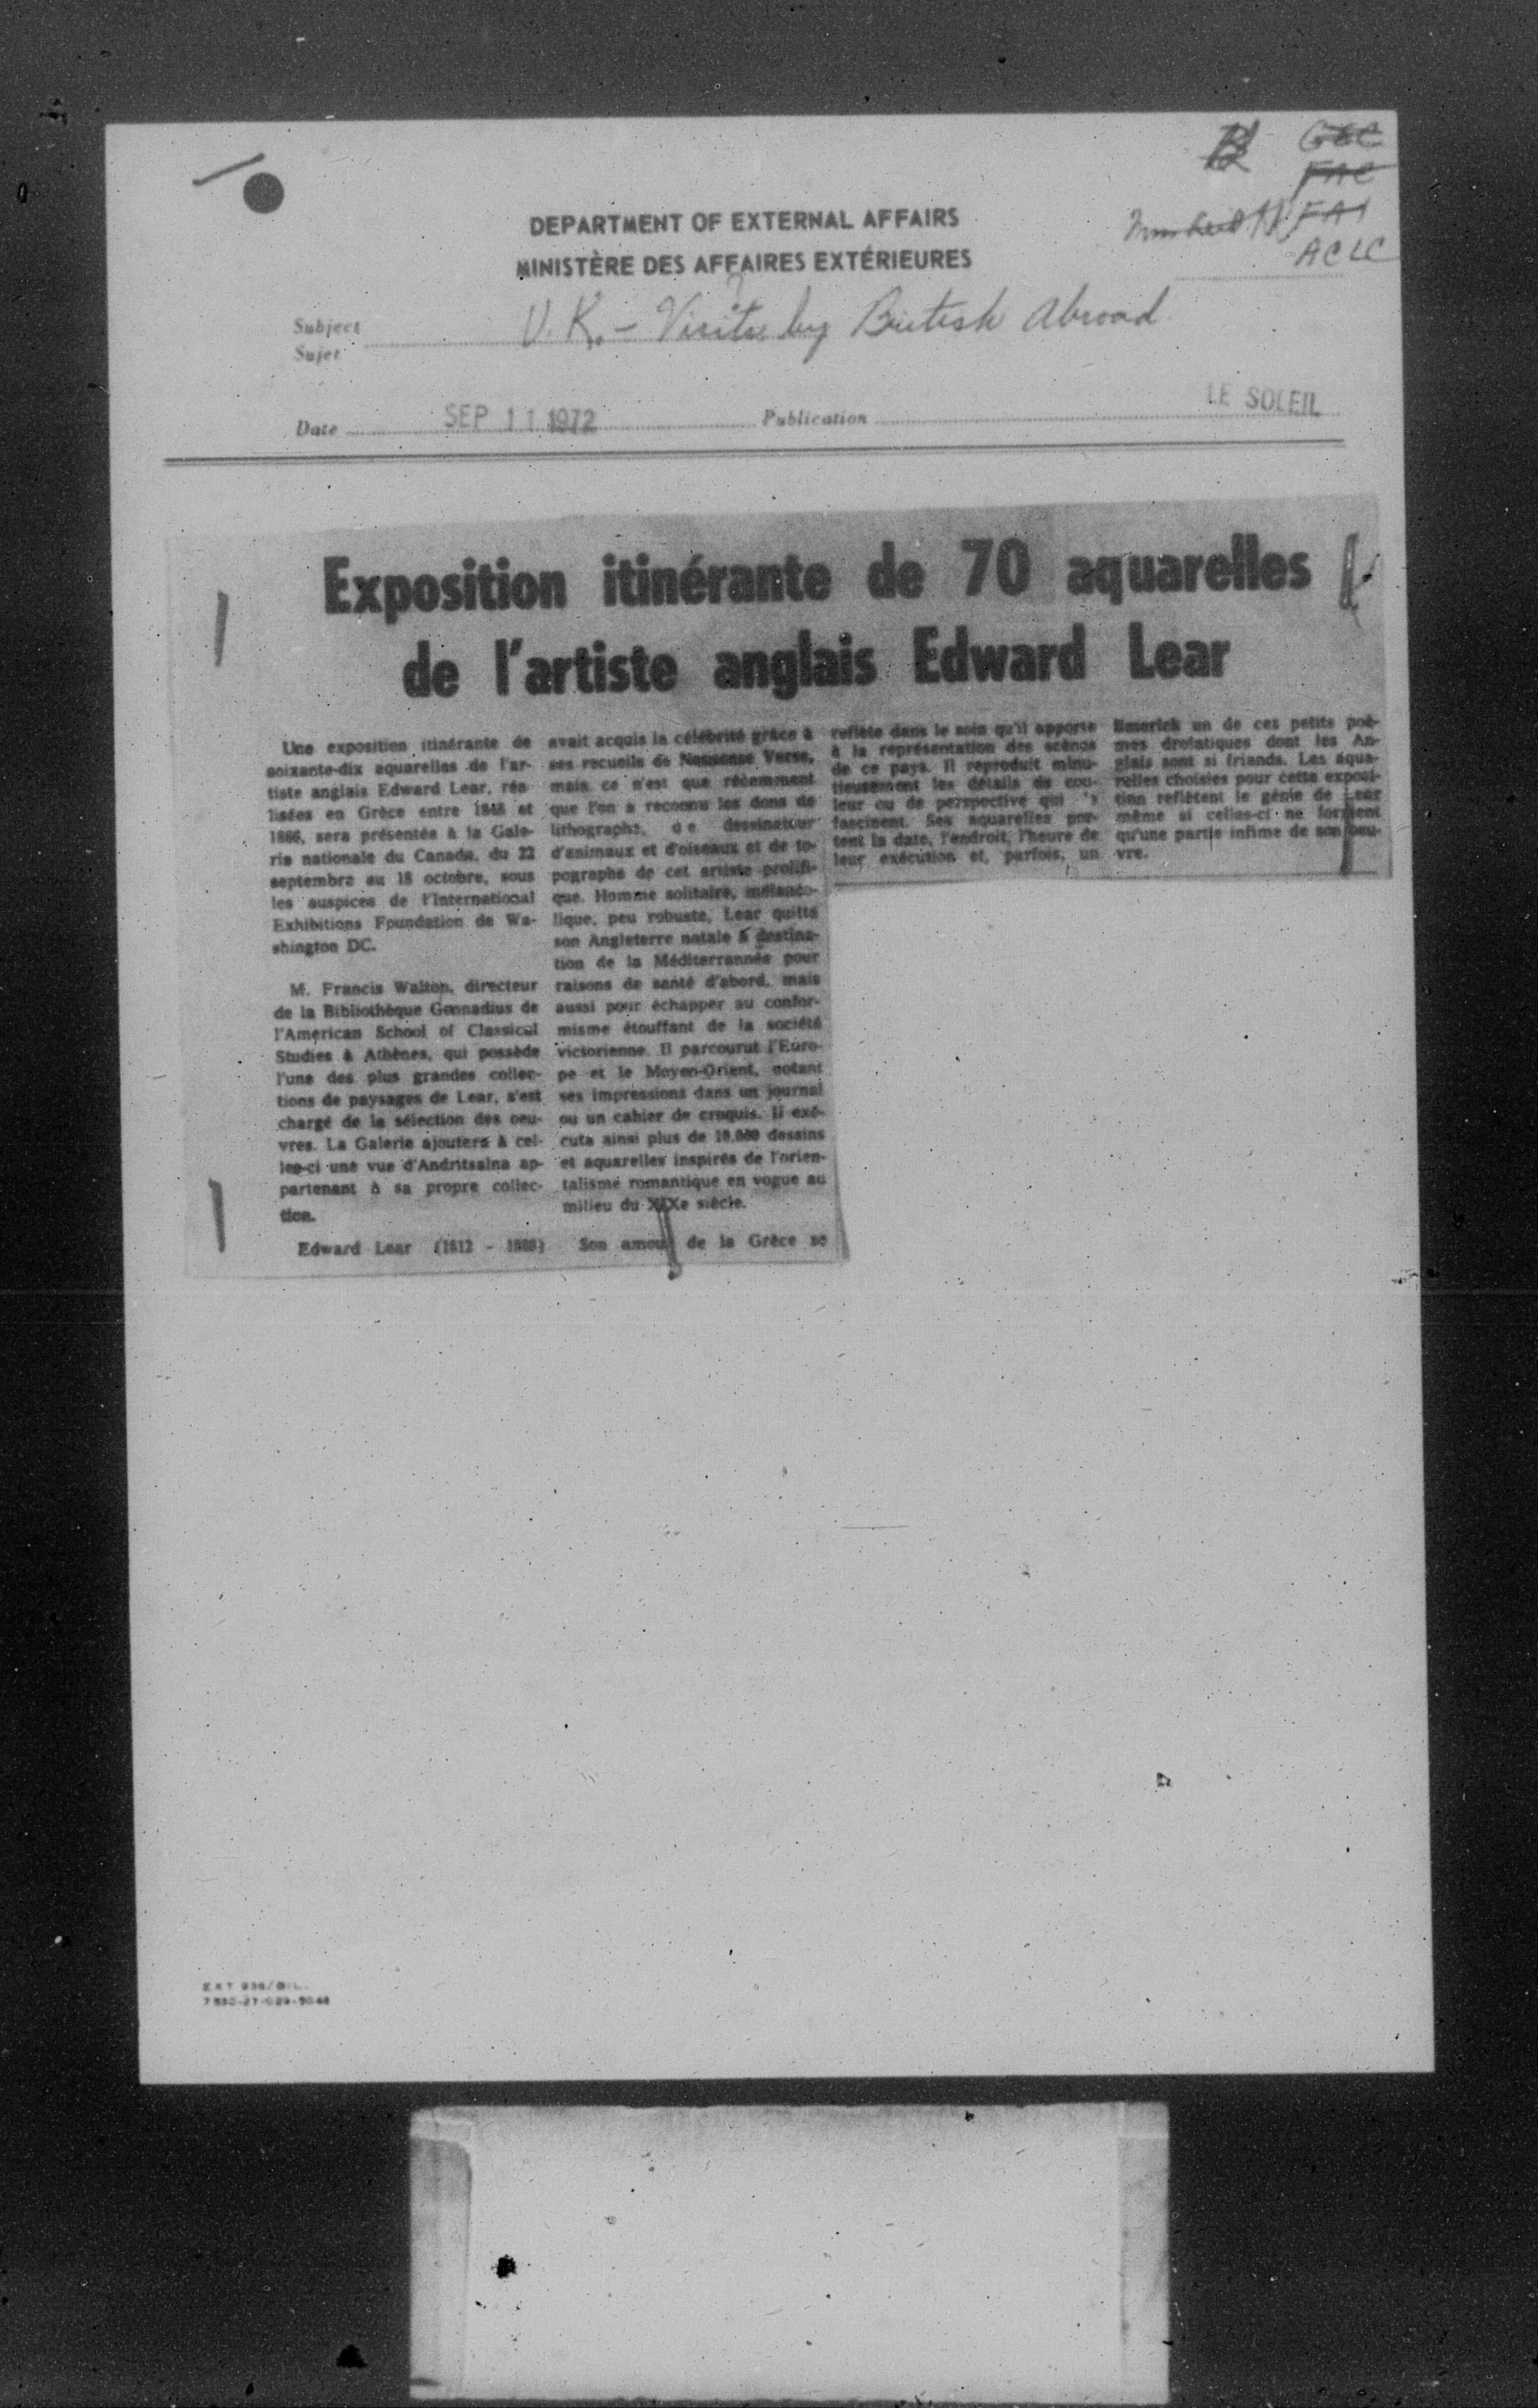 B GEC
FAC
FAI
ACLC
DEPARTMENT OF EXTERNAL AFFAIRS
MINISTÈRE DES AFFAIRES EXTÉRIEURES
Subject U.K. - Visits by British Abroad
Sujet
Date SEP 11 1972 Publication LE SOLEIL
Exposition itinérante de 70 aquarelles
de l'artiste anglais Edward Lear
Une exposition itinérante de
soixante-dix aquarelles de l'ar-
tiste anglais Edward Lear, réa-
lisées en Grèce entre 1848 et
1866, sera présentée à la Gale-
rie nationale du Canada, du 22
septembre au 18 octobre, sous
les auspices de l'International
Exhibitions Foundation de Wa-
shington DC.
M. Francis Walton, directeur
de la Bibliothèque Gennadius de
l'American School of Classical
Studies à Athènes, qui possède
l'une des plus grandes collec-
tions de paysages de Lear, s'est
chargé de la sélection des oeu-
vres. La Galerie ajoutera à cel-
les-ci une vue d'Andritsaina ap-
partenant à sa propre collec-
tion.
Edward Lear (1812 - 1888)
avait acquis la célébrité grâce à
ses recueils de Nonsense Verse,
mais ce n'est que récemment
que l'on a reconnu les dons de
lithographe, de dessinateur
d'animaux et d'oiseaux et de to-
pographe de cet artiste prolifi-
que. Homme solitaire, mélanco-
lique, peu robuste, Lear quitta
son Angleterre natale à destina-
tion de la Méditerrannée pour
raisons de santé d'abord, mais
aussi pour échapper au confor-
misme étouffant de la société
victorienne. Il parcourut l'Euro-
pe et le Moyen-Orient, notant
ses impressions dans un journal
ou un cahier de croquis. Il exé-
cuta ainsi plus de 10,000 dessins
et aquarelles inspirés de l'orien-
talisme romantique en vogue au
milieu du XIXe siècle.
Son amour de la Grèce se
reflète dans le soin qu'il apporte
à la représentation des scènes
de ce pays. Il reproduit minu-
tieusement les détails de cou-
leur ou de perspective qui
fascinent. Ses aquarelles por-
tent la date, l'endroit, l'heure de
leur exécution et, parfois, un
limerick un de ces petits poè-
mes drolatiques dont les An-
glais sont si friands. Les aqua-
relles choisies pour cette exposi-
tion reflètent le génie de Lear
même si celles-ci ne forment
qu'une partie infime de son oeu-
vre.